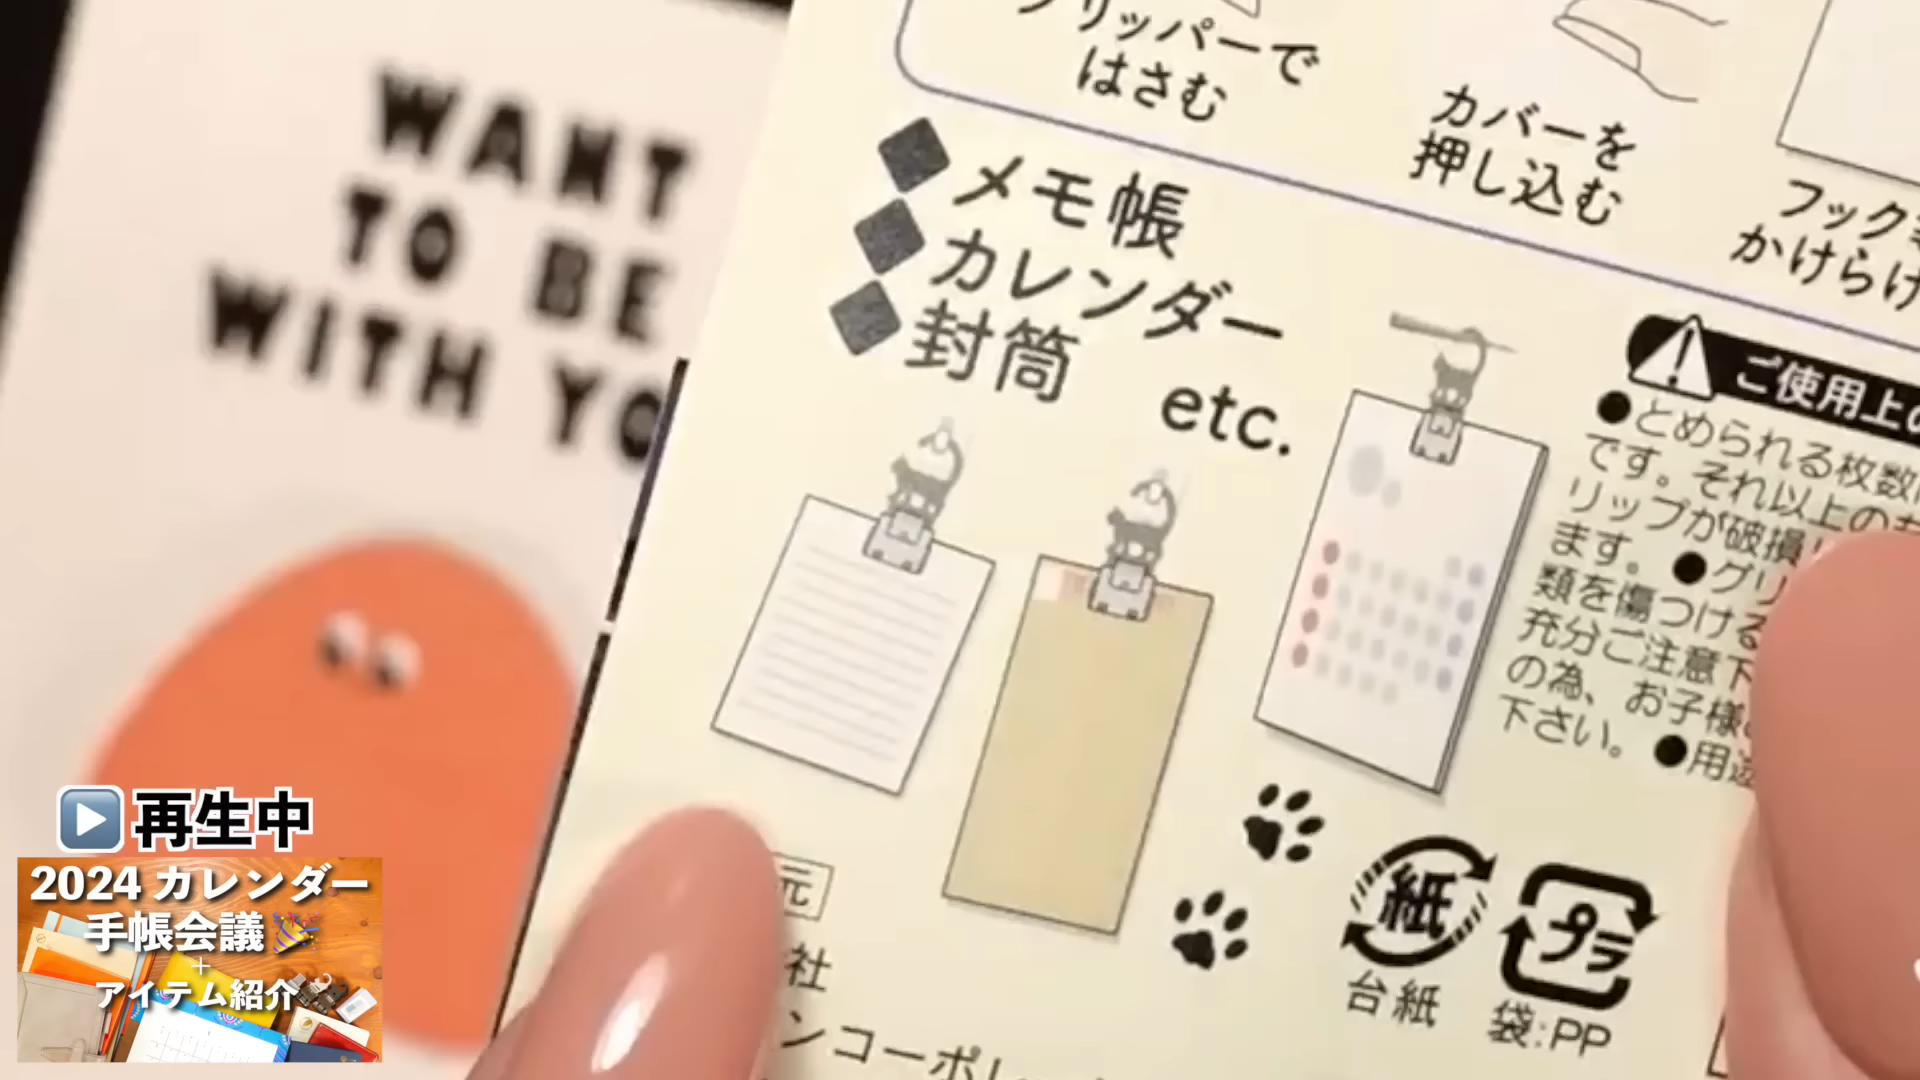 WANT
TO BE
WITH YO
はさむ
カバーを
押し込む
フック
かけらけ
メモ帳
カレンダー
封筒 etc.
ご使用上の
●とめられる枚数
です。それ以上の
リップが破損
ます。 ●グリ
類を傷つける
充分ご注意下
の為、お子様
下さい。 ●用途
元
社
ンコーポレ
紙
台紙
プラ
袋:PP
再生中
2024 カレンダー
手帳会議
+
アイテム紹介